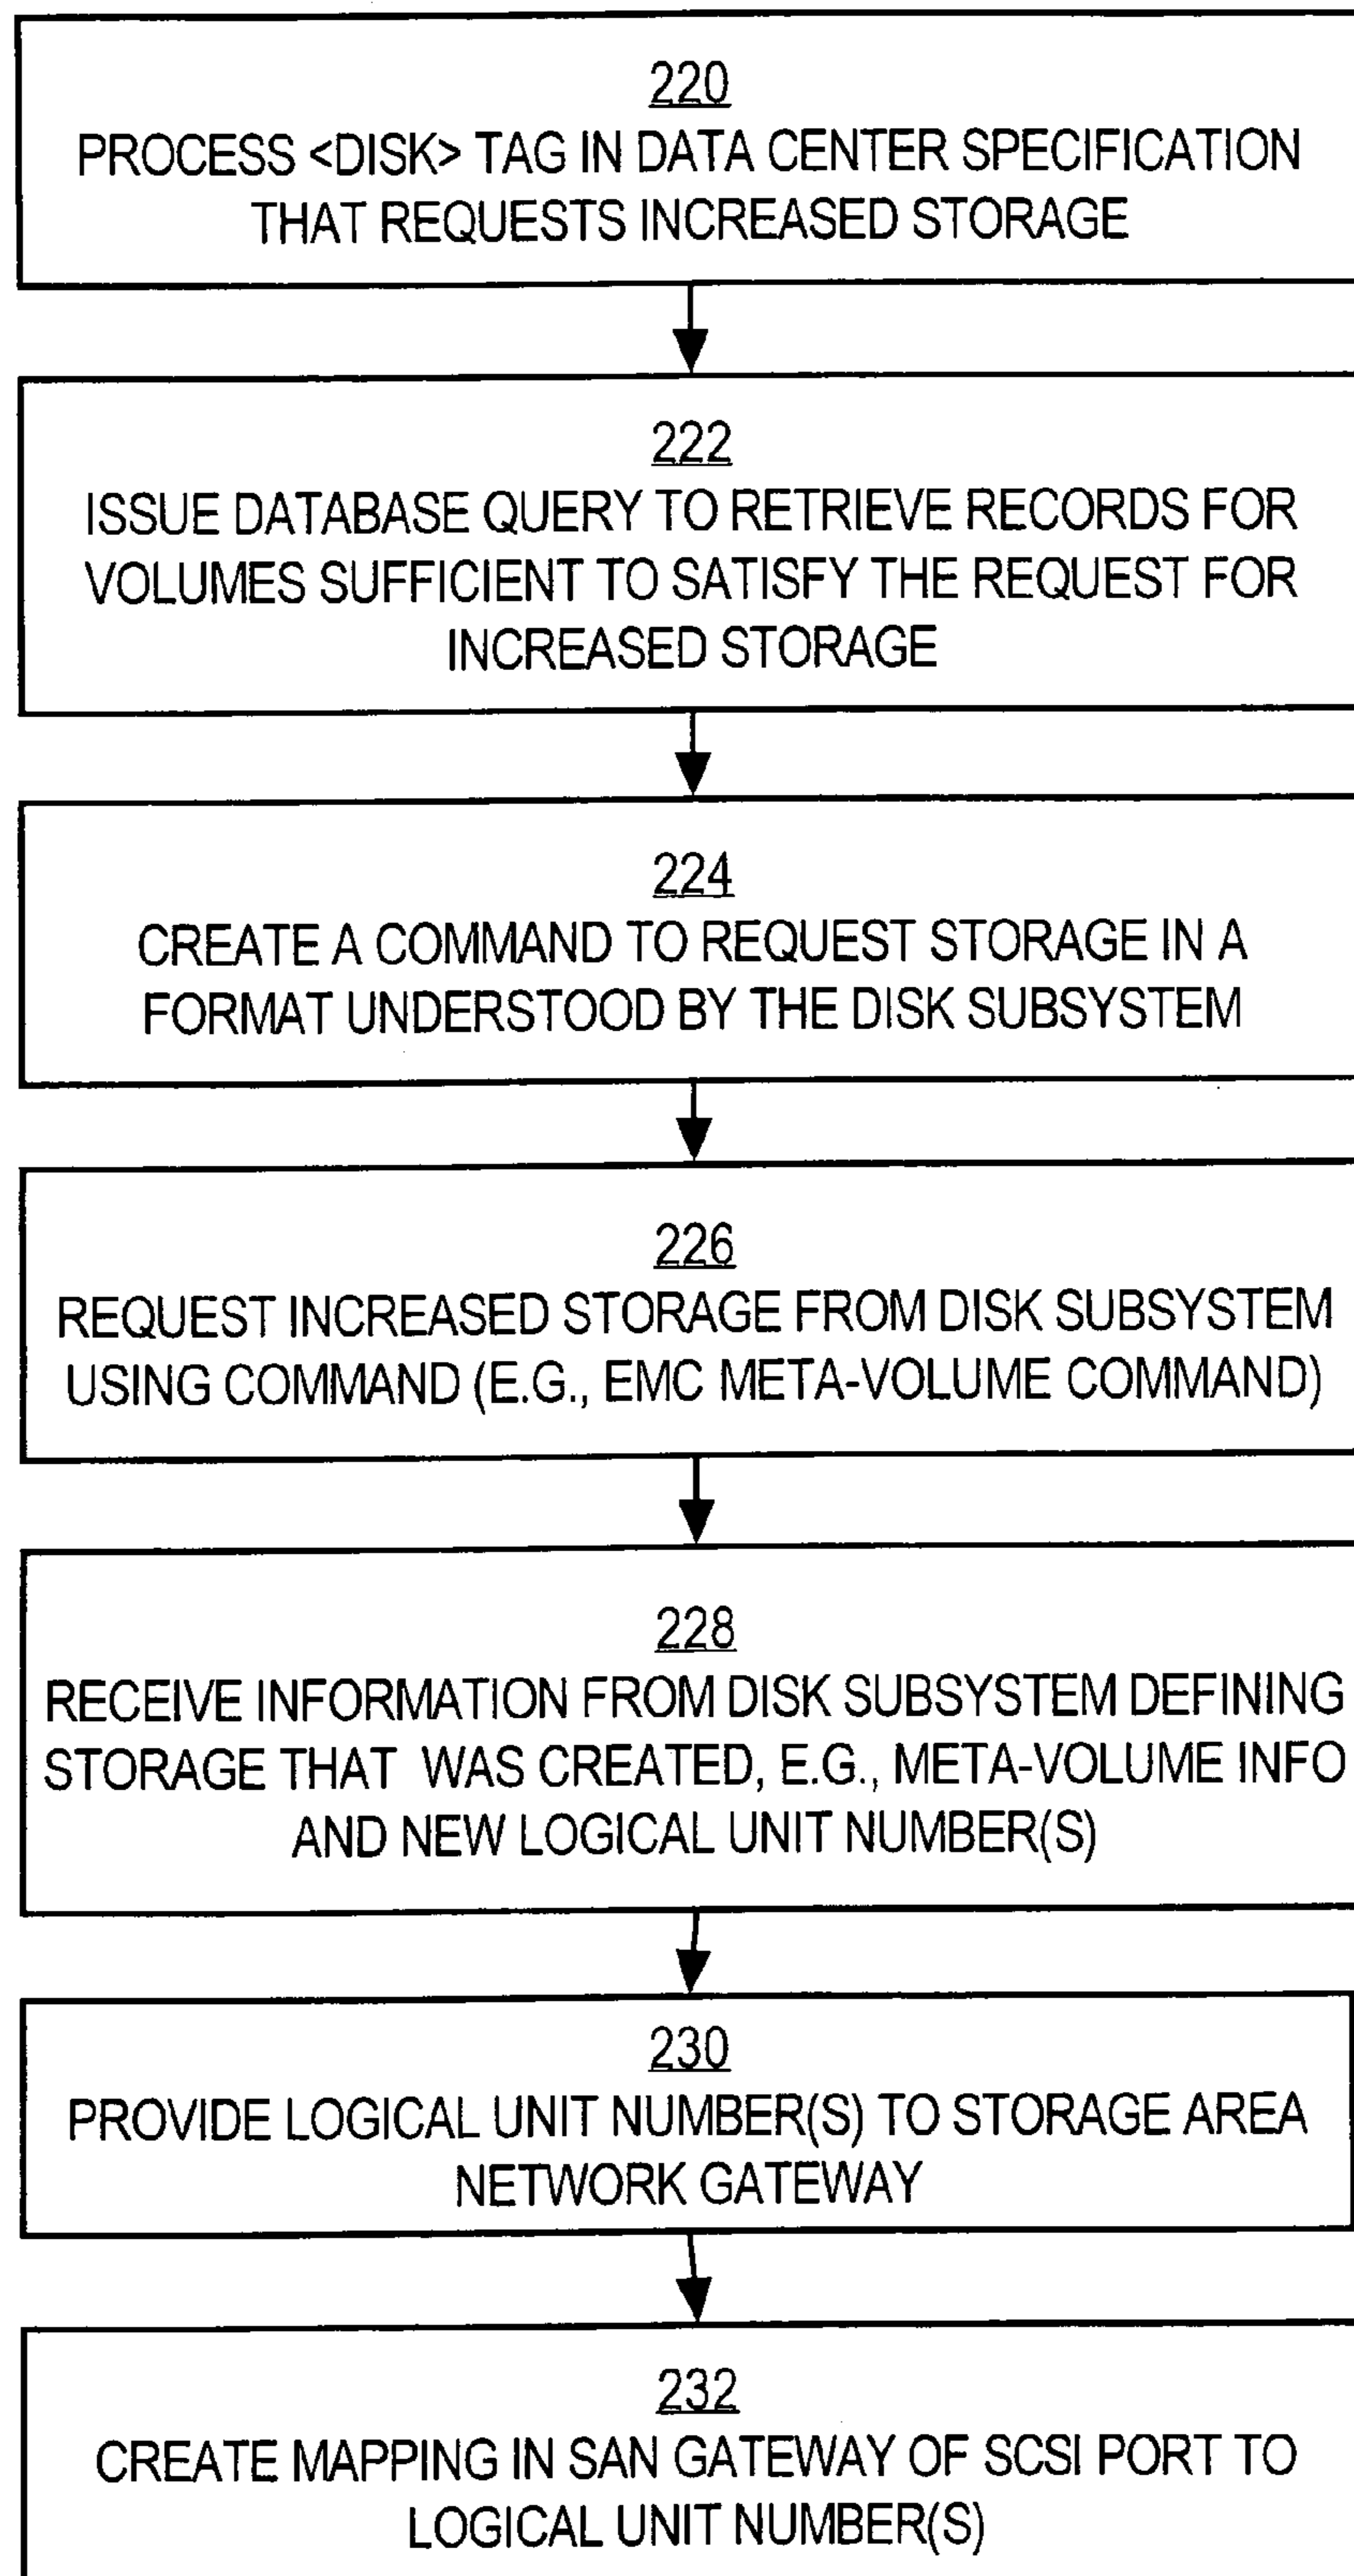 220
PROCESS <DISK> TAG IN DATA CENTER SPECIFICATION
THAT REQUESTS INCREASED STORAGE
222
ISSUE DATABASE QUERY TO RETRIEVE RECORDS FOR
VOLUMES SUFFICIENT TO SATISFY THE REQUEST FOR
INCREASED STORAGE
224
CREATE A COMMAND TO REQUEST STORAGE IN A
FORMAT UNDERSTOOD BY THE DISK SUBSYSTEM
226
REQUEST INCREASED STORAGE FROM DISK SUBSYSTEM
USING COMMAND (E.G., EMC META-VOLUME COMMAND)
228
RECEIVE INFORMATION FROM DISK SUBSYSTEM DEFINING
STORAGE THAT WAS CREATED, E.G., META-VOLUME INFO
AND NEW LOGICAL UNIT NUMBER(S)
230
PROVIDE LOGICAL UNIT NUMBER(S) TO STORAGE AREA
NETWORK GATEWAY
232
CREATE MAPPING IN SAN GATEWAY OF SCSI PORT TO
LOGICAL UNIT NUMBER(S)